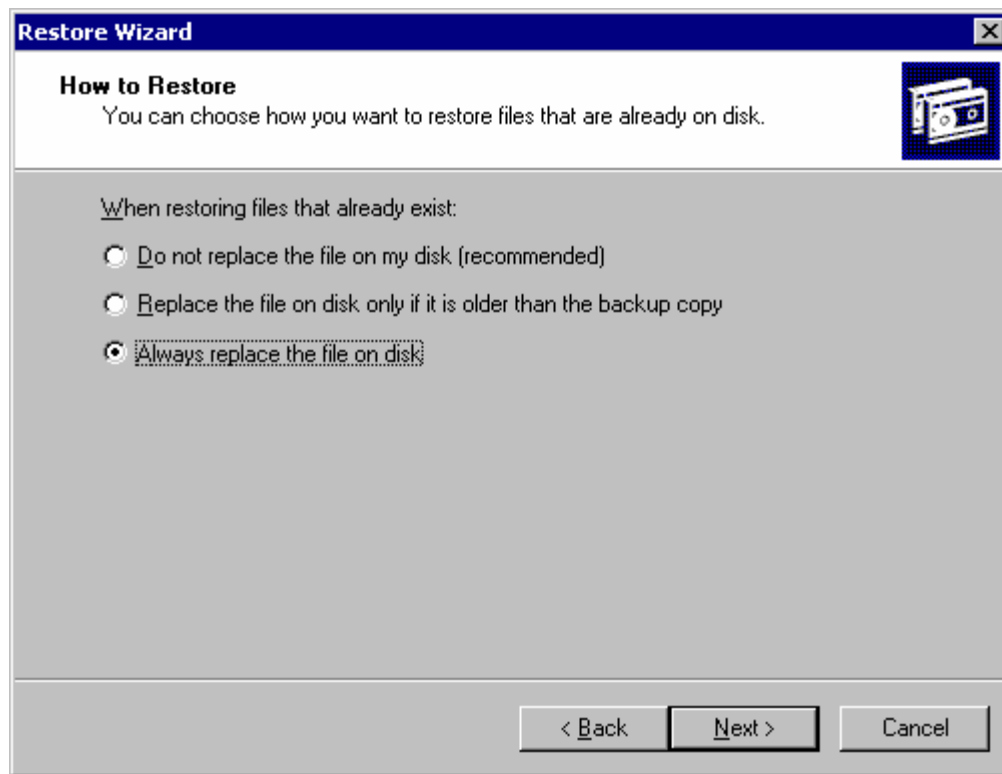 Restore Wizard
How to Restore
You can choose how you want to restore files that are already on disk.
When restoring files that already exist:
Do not replace the file on my disk (recommended)
Replace the file on disk only if it is older than the backup copy
Always replace the file on disk
< Back Next > Cancel